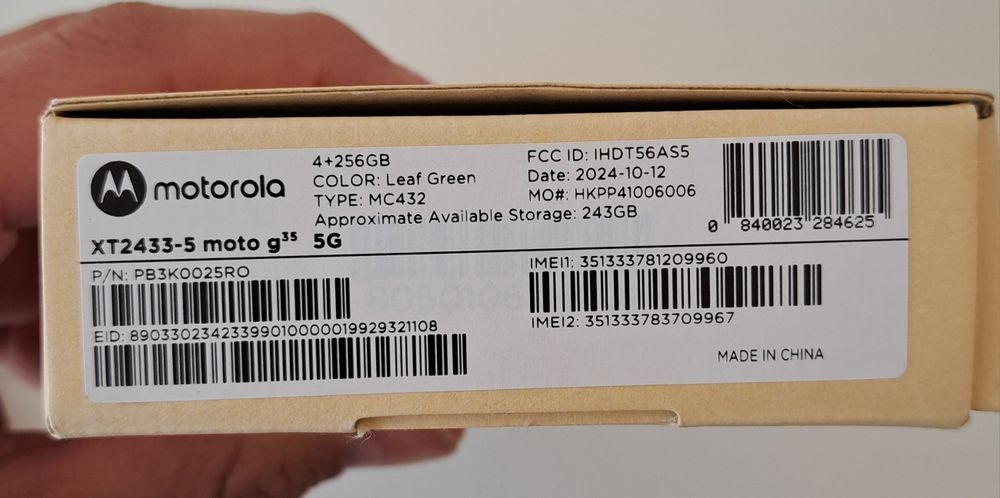 motorola
4+256GB
COLOR: Leaf Green
TYPE: MC432
Approximate Available Storage: 243GB
FCC ID: IHDT56AS5
Date: 2024-10-12
MO#: HKPP41006006
0 840023 284625
XT2433-5 moto g35 5G
P/N: PB3K0025RO
EID: 89033023423399010000019929321108
IMEI1: 351333781209960
IMEI2: 351333783709967
MADE IN CHINA